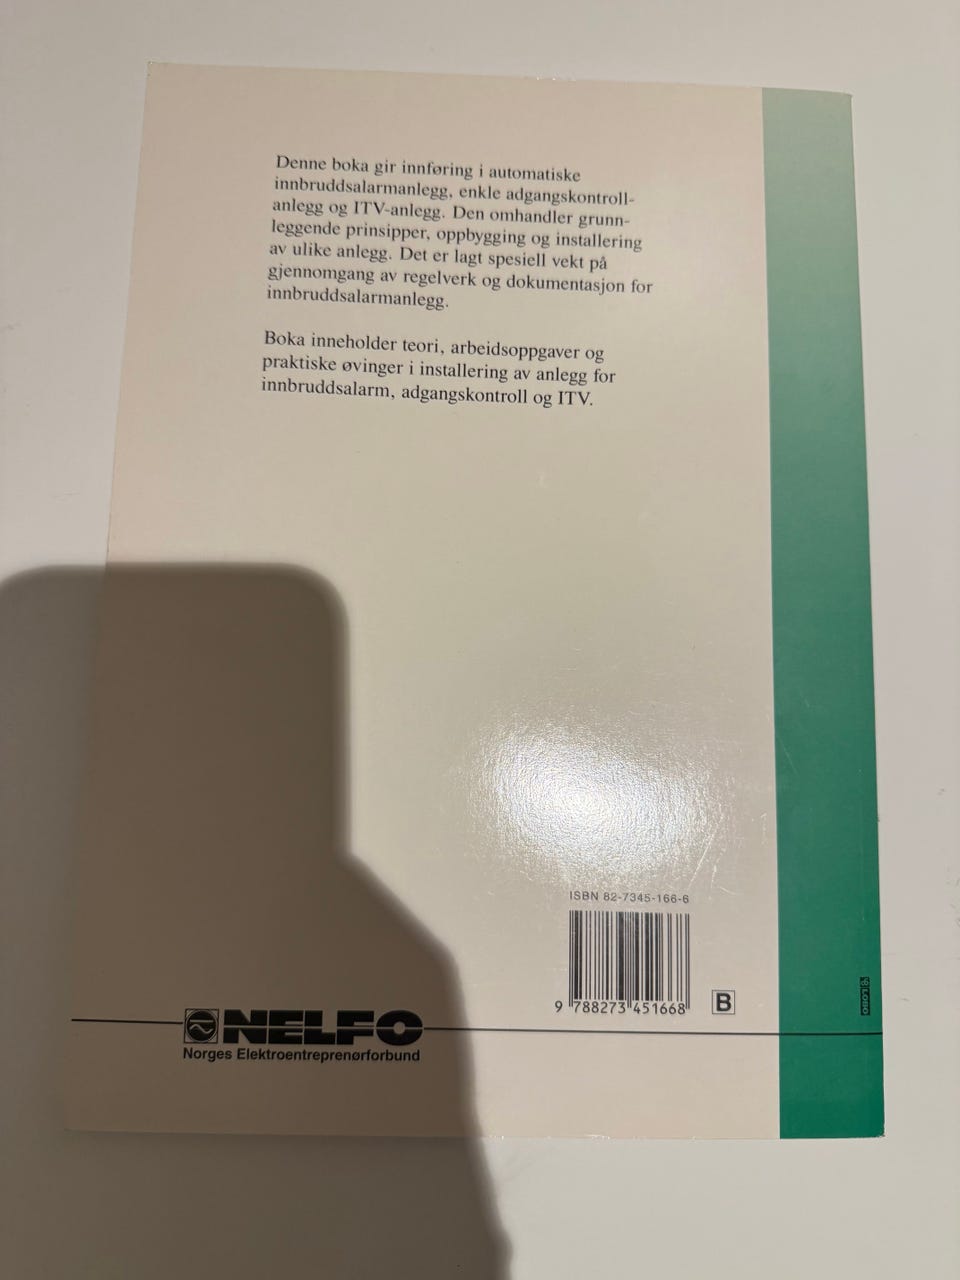 Denne boka gir innføring i automatiske
innbruddsalarmanlegg, enkle adgangskontroll-
anlegg og ITV-anlegg. Den omhandler grunn-
leggende prinsipper, oppbygging og installering
av ulike anlegg. Det er lagt spesiell vekt på
gjennomgang av regelverk og dokumentasjon for
innbruddsalarmanlegg.
Boka inneholder teori, arbeidsoppgaver og
praktiske øvinger i installering av anlegg for
innbruddsalarm, adgangskontroll og ITV.
ISBN 82-7345-166-6
9 788273 451668
B
LOBO
NELFO
Norges Elektroentreprenørforbund